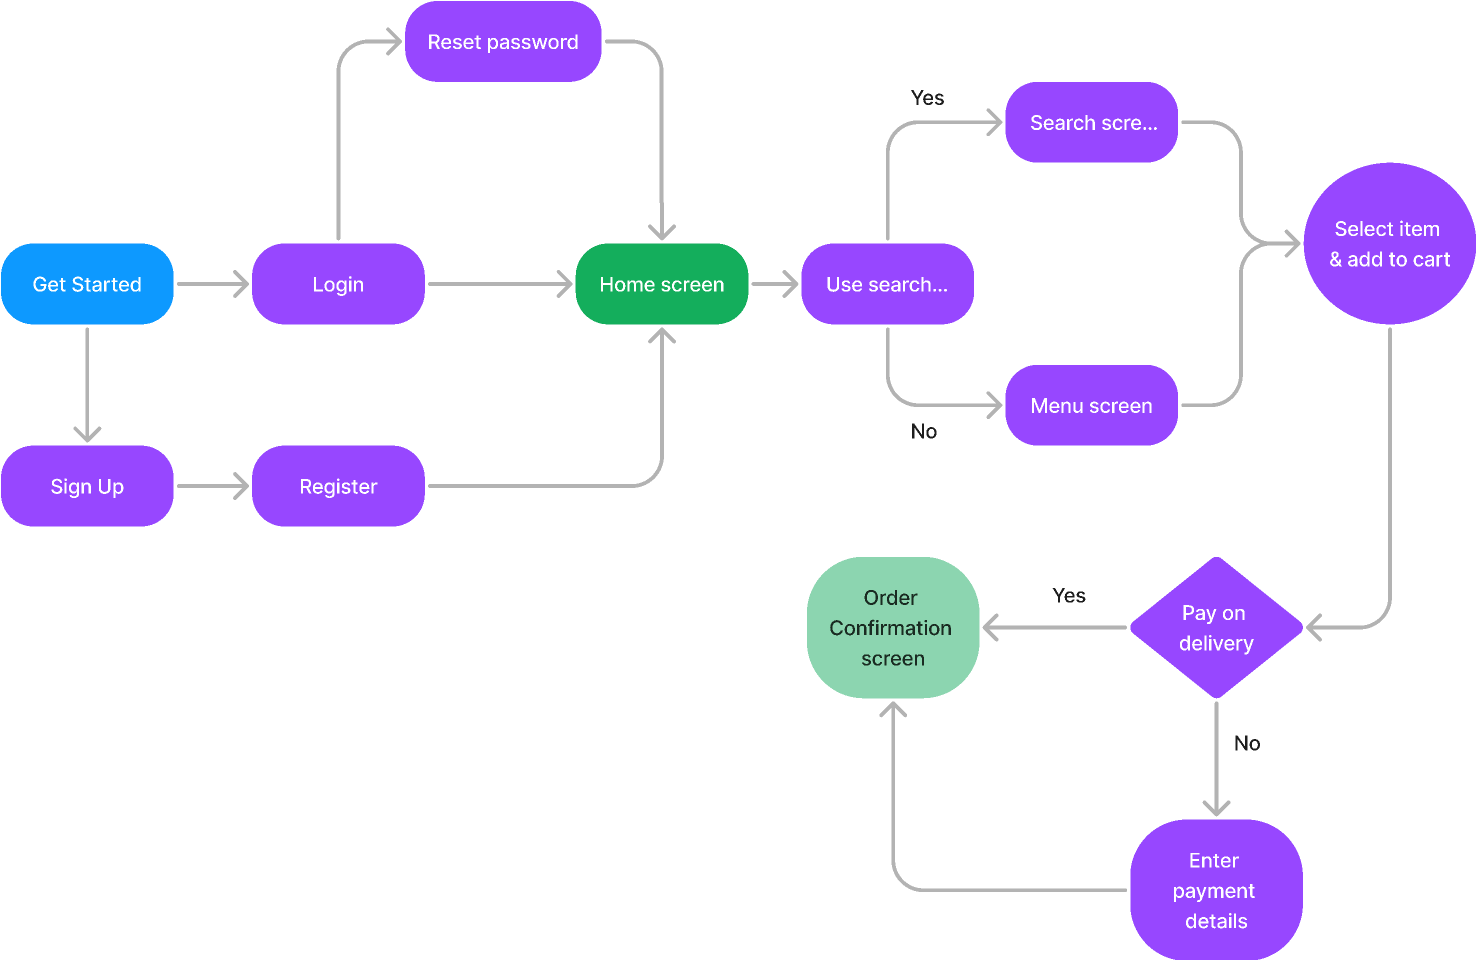 Reset password
Yes
Search scre...
Select item
& add to cart
Get Started
Login
Home screen
Use search...
Menu screen
No
Sign Up
Register
Order
Confirmation
screen
Yes
Pay on
delivery
No
Enter
payment
details